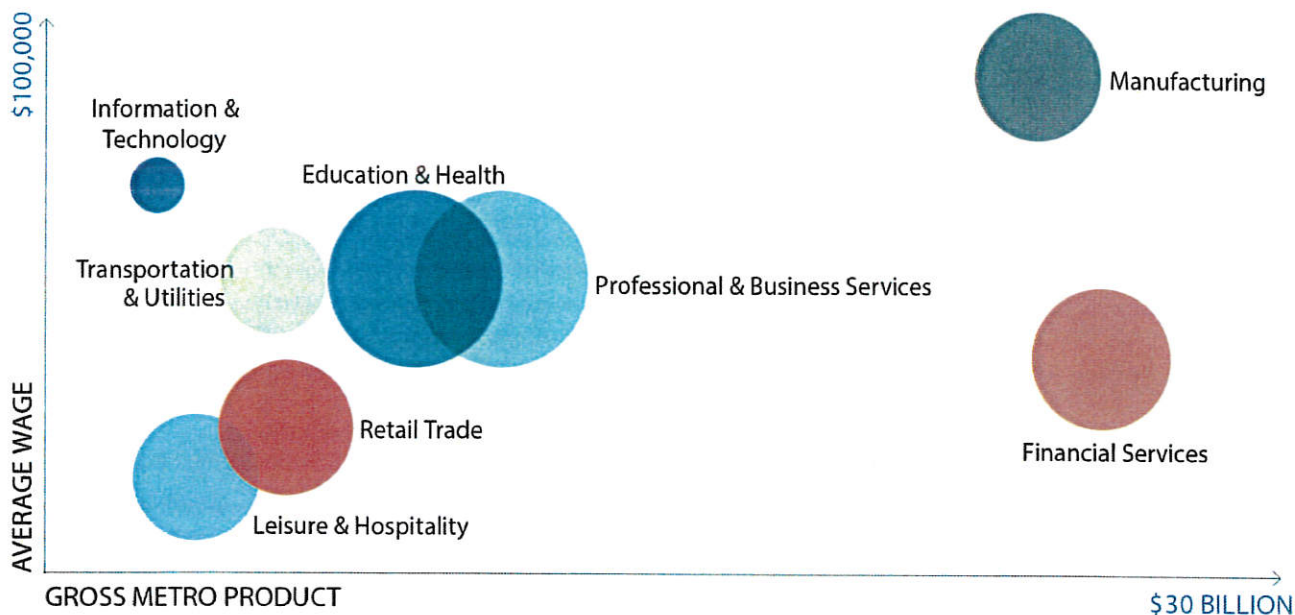 $100,000
Information &
Technology
Manufacturing
Education & Health
Transportation
& Utilities
Professional & Business Services
Retail Trade
Financial Services
Leisure & Hospitality
AVERAGE WAGE
GROSS METRO PRODUCT
$30 BILLION